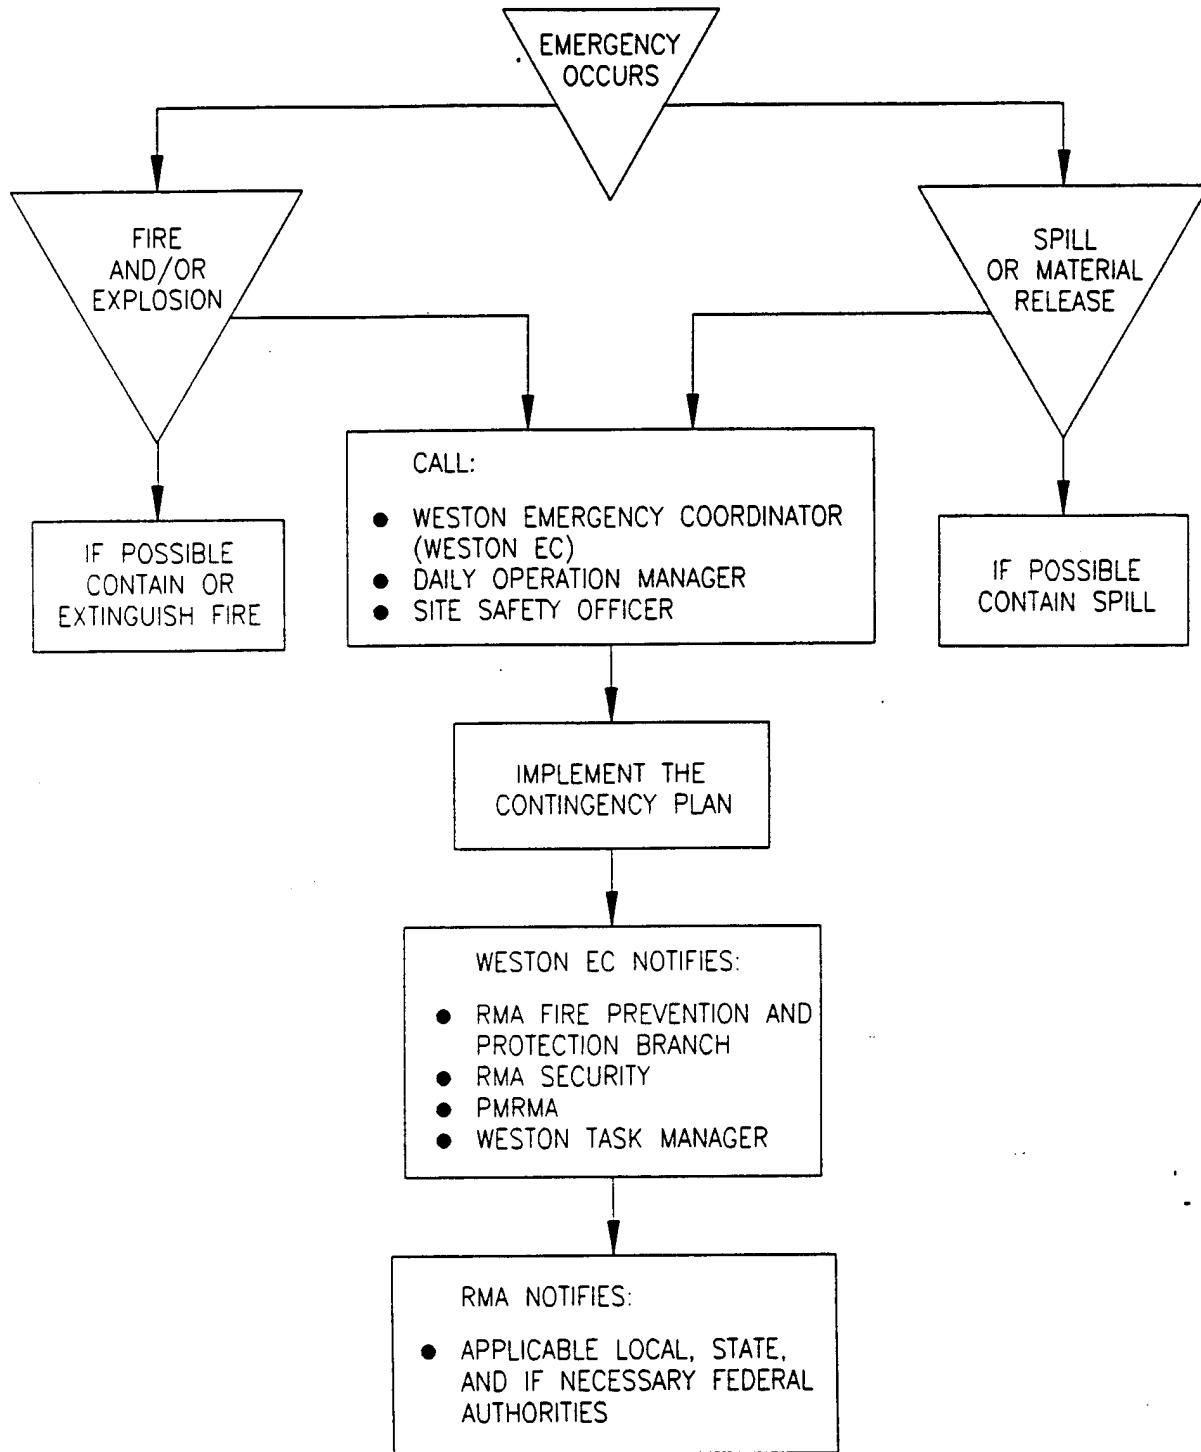 EMERGENCY
OCCURS
FIRE
AND/OR
EXPLOSION
SPILL
OR MATERIAL
RELEASE
CALL:
● WESTON EMERGENCY COORDINATOR
(WESTON EC)
● DAILY OPERATION MANAGER
● SITE SAFETY OFFICER
IF POSSIBLE
CONTAIN OR
EXTINGUISH FIRE
IF POSSIBLE
CONTAIN SPILL
IMPLEMENT THE
CONTINGENCY PLAN
WESTON EC NOTIFIES:
● RMA FIRE PREVENTION AND
PROTECTION BRANCH
● RMA SECURITY
● PMRMA
● WESTON TASK MANAGER
RMA NOTIFIES:
● APPLICABLE LOCAL, STATE,
AND IF NECESSARY FEDERAL
AUTHORITIES